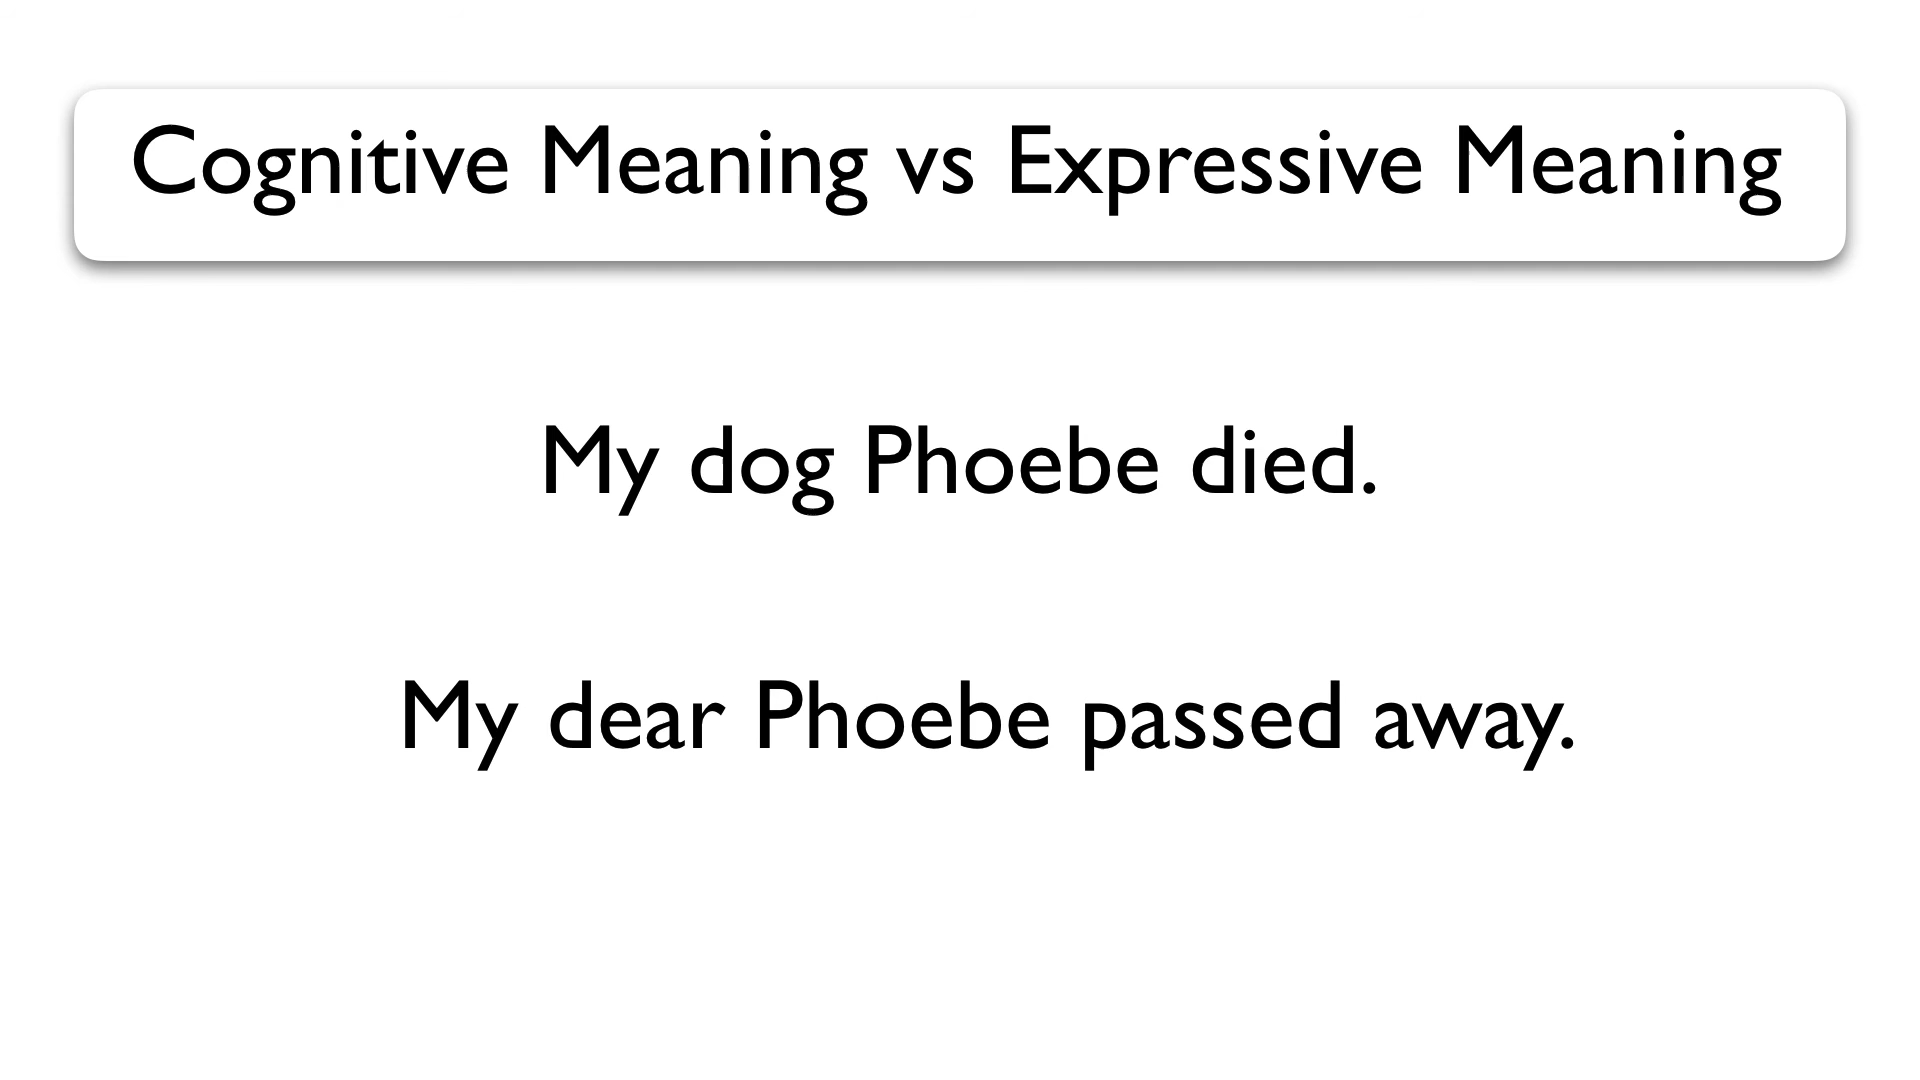 Cognitive Meaning vs Expressive Meaning
My dog Phoebe died.
My dear Phoebe passed away.